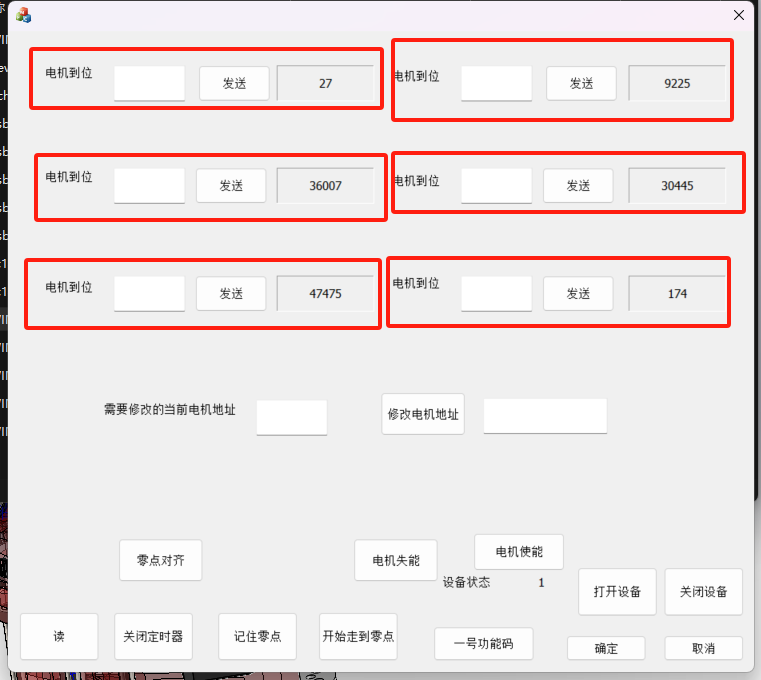 电机到位 发送 27 电机到位 发送 9225
电机到位 发送 36007 电机到位 发送 30445
电机到位 发送 47475 电机到位 发送 174
需要修改的当前电机地址 修改电机地址
零点对齐 电机失能 电机使能
设备状态 1 打开设备 关闭设备
读 关闭定时器 记住零点 开始走到零点 一号功能码 确定 取消